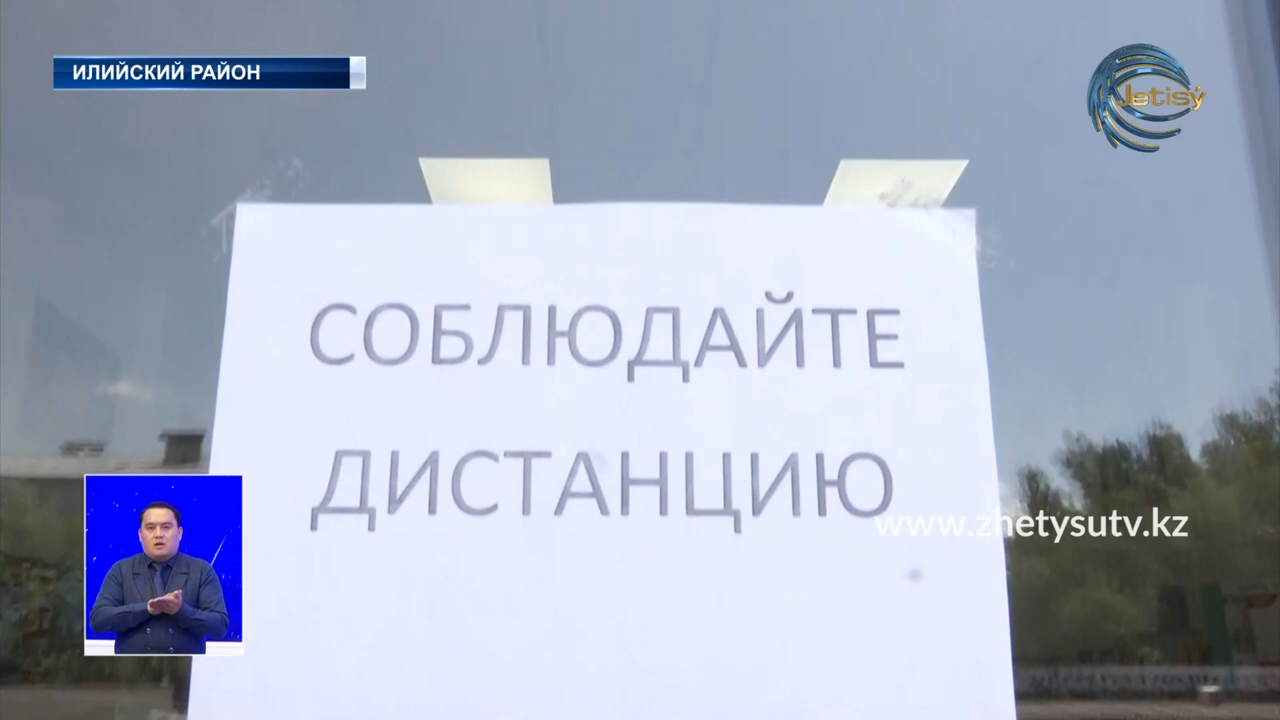 ИЛИЙСКИЙ РАЙОН
Jetisý
СОБЛЮДАЙТЕ
ДИСТАНЦИЮ
www.zhetysutv.kz